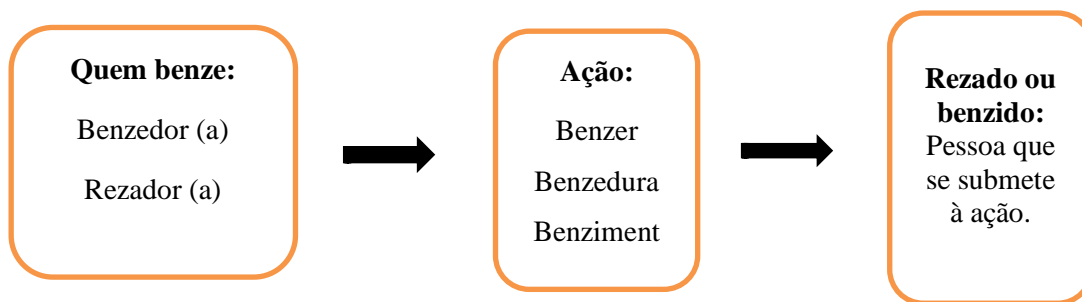 Quem benze:
Benzedor (a)
Rezador (a)
Ação:
Benzer
Benzedura
Benziment
Rezado ou
benzido:
Pessoa que
se submete
à ação.